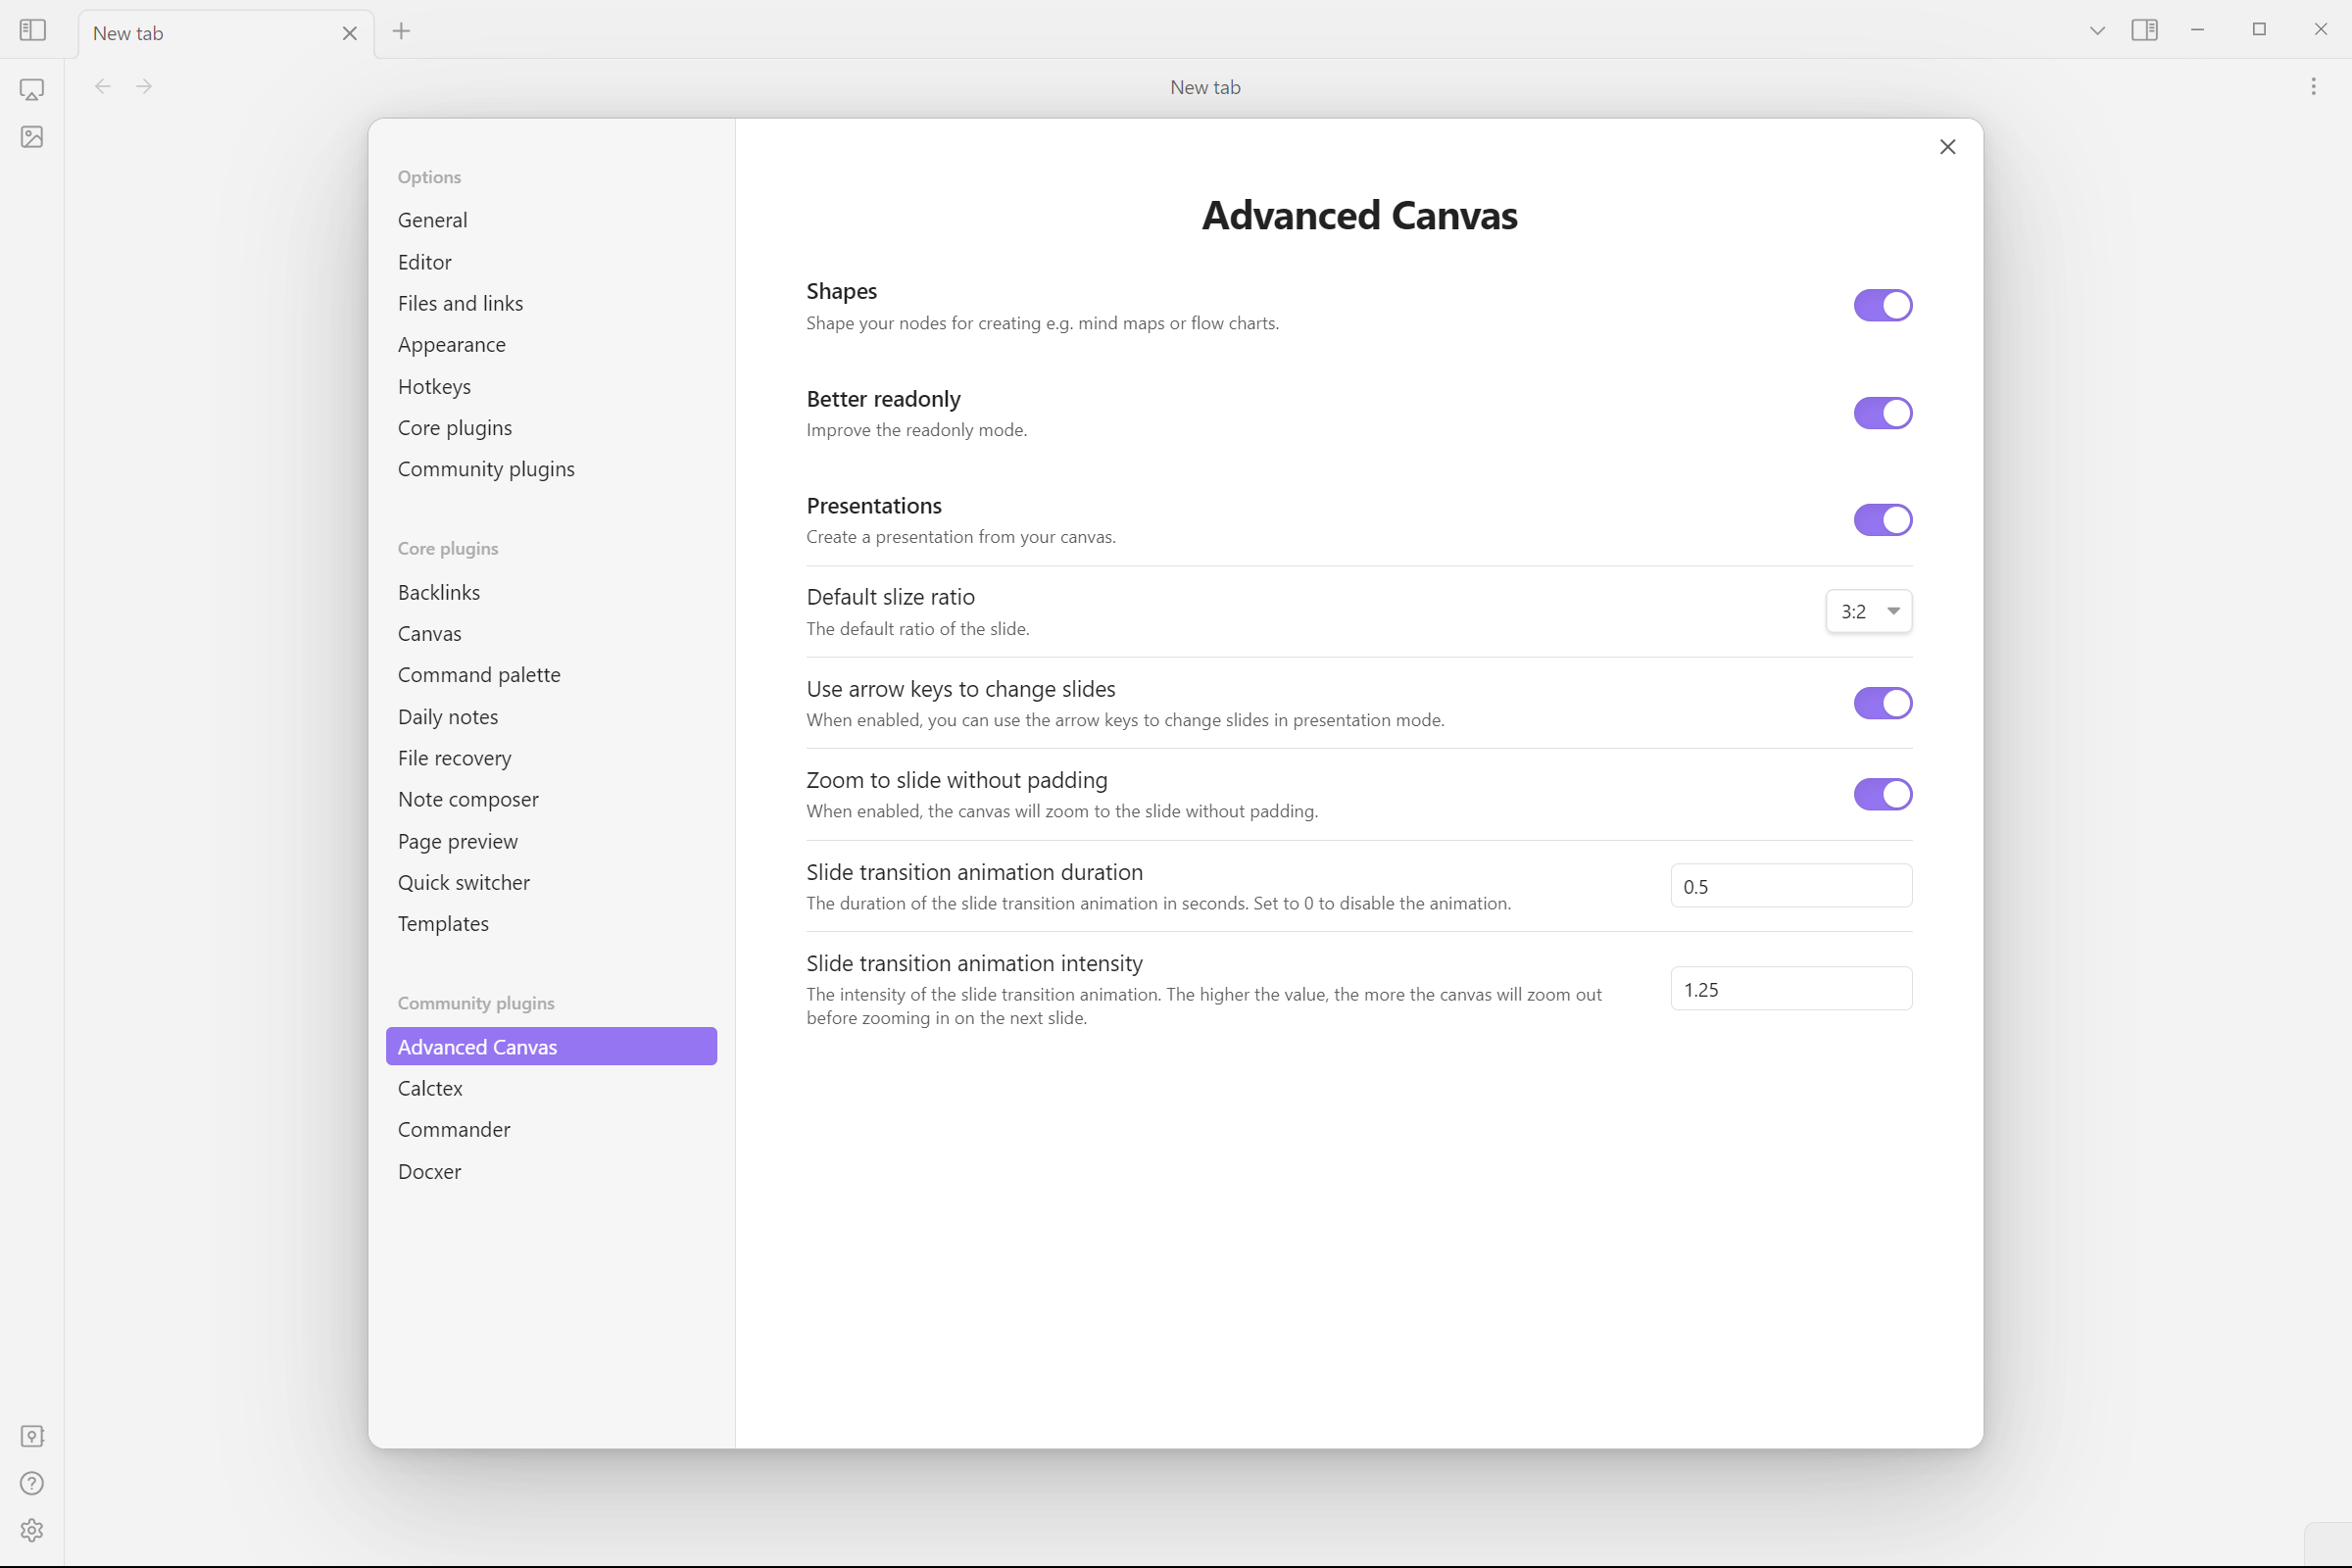 New tab
New tab
Options
General
Editor
Files and links
Appearance
Hotkeys
Core plugins
Community plugins
Core plugins
Backlinks
Canvas
Command palette
Daily notes
File recovery
Note composer
Page preview
Quick switcher
Templates
Community plugins
Advanced Canvas
Calctex
Commander
Docxer
Advanced Canvas
Shapes
Shape your nodes for creating e.g. mind maps or flow charts.
Better readonly
Improve the readonly mode.
Presentations
Create a presentation from your canvas.
Default slize ratio
The default ratio of the slide.
3:2
Use arrow keys to change slides
When enabled, you can use the arrow keys to change slides in presentation mode.
Zoom to slide without padding
When enabled, the canvas will zoom to the slide without padding.
Slide transition animation duration
The duration of the slide transition animation in seconds. Set to 0 to disable the animation.
0.5
Slide transition animation intensity
The intensity of the slide transition animation. The higher the value, the more the canvas will zoom out
before zooming in on the next slide.
1.25